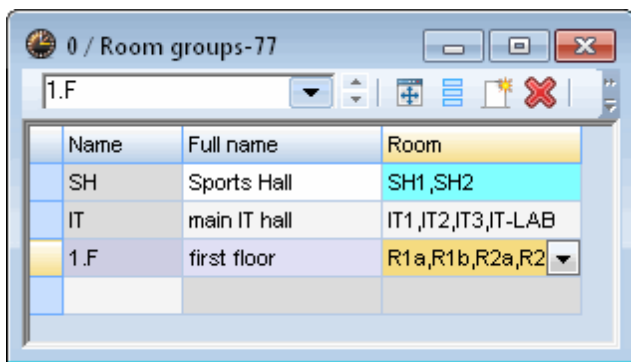 0 / Room groups-77
1.F
Name Full name Room
SH Sports Hall SH1,SH2
IT main IT hall IT1,IT2,IT3,IT-LAB
1.F first floor R1a,R1b,R2a,R2